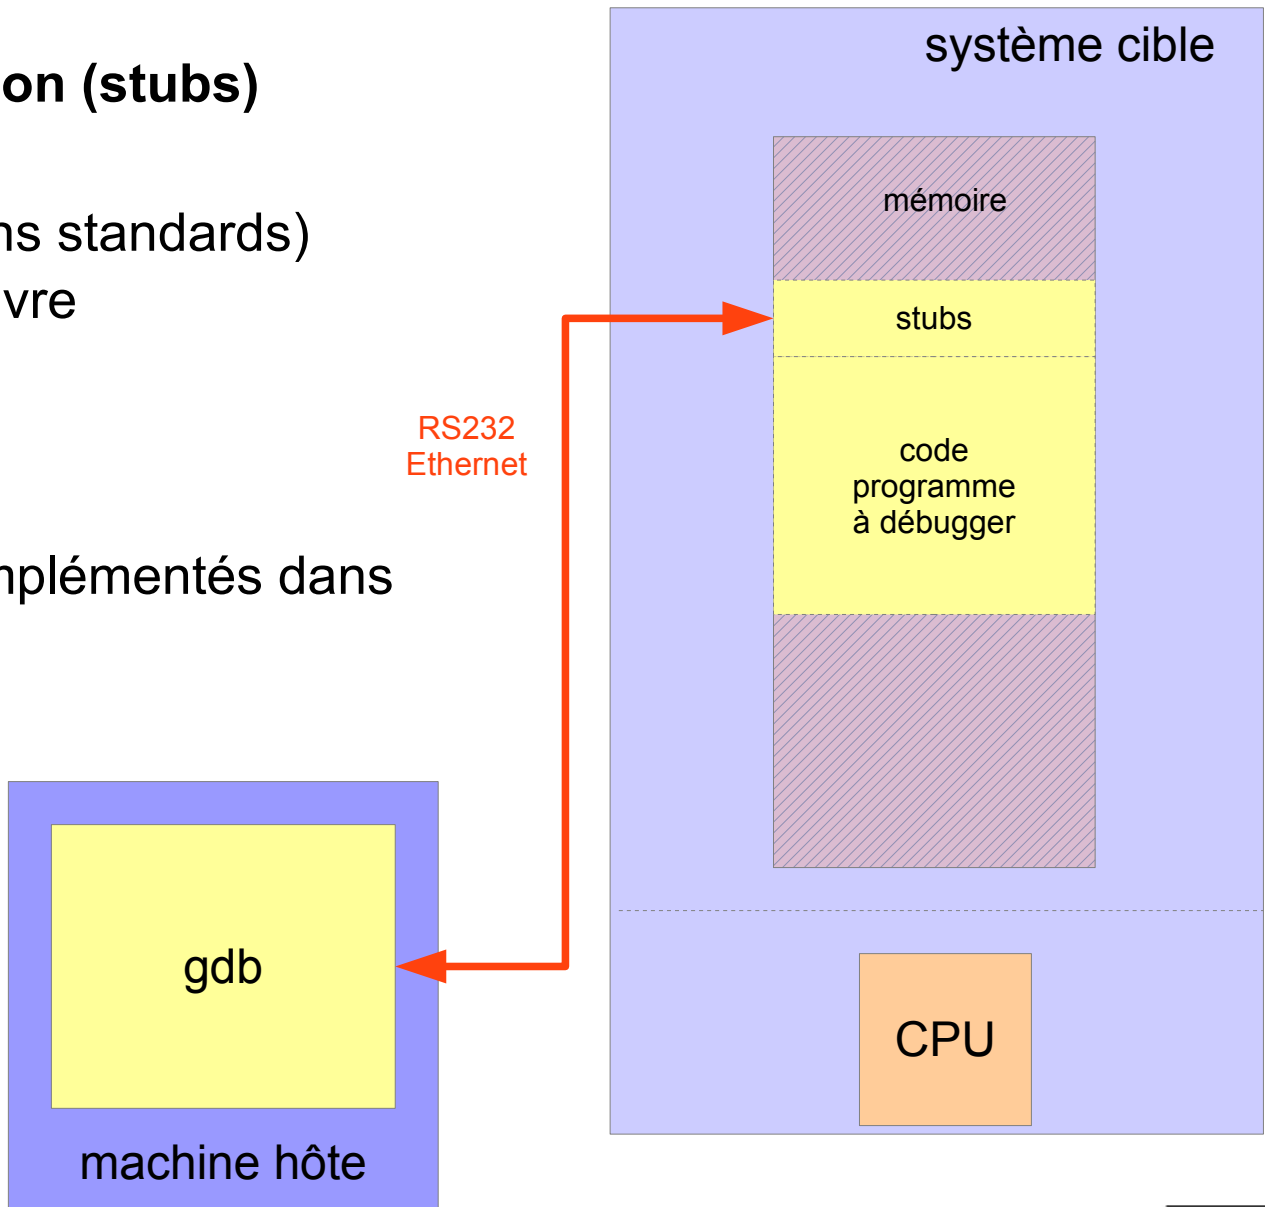 on (stubs)
ns standards)
vre
mplémentés dans
RS232
Ethernet
système cible
mémoire
stubs
code
programme
à débugger
CPU
gdb
machine hôte